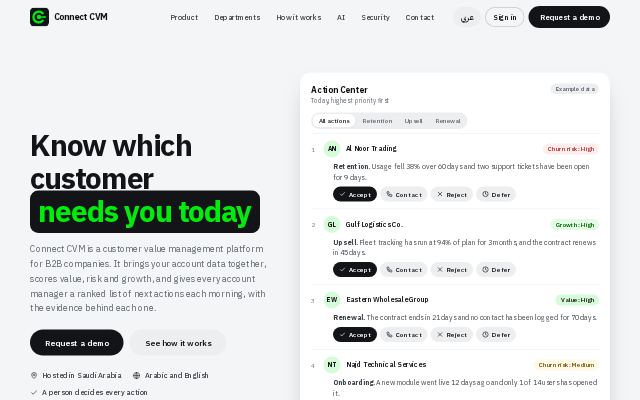 Connect CVM
Product Departments How it works AI Security Contact عربي Sign in Request a demo
Know which
customer
needs you today
Connect CVM is a customer value management platform
for B2B companies. It brings your account data together,
scores value, risk and growth, and gives every account
manager a ranked list of next actions each morning, with
the evidence behind each one.
Request a demo See how it works
Hosted in Saudi Arabia Arabic and English
A person decides every action
Action Center Example data
Today, highest priority first
All actions Retention Upsell Renewal
1 AN Al Noor Trading Churn risk: High
Retention. Usage fell 38% over 60 days and two support tickets have been open
for 9 days.
Accept Contact Reject Defer
2 GL Gulf Logistics Co. Growth: High
Upsell. Fleet tracking has run at 94% of plan for 3 months, and the contract renews
in 45 days.
Accept Contact Reject Defer
3 EW Eastern Wholesale Group Value: High
Renewal. The contract ends in 21 days and no contact has been logged for 70 days.
Accept Contact Reject Defer
4 NT Najd Technical Services Churn risk: Medium
Onboarding. A new module went live 12 days ago and only 1 of 14 users has opened
it.